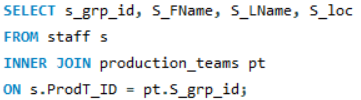 SELECT s_grp_id, S_FName, S_LName, S_loc
FROM staff s
INNER JOIN production_teams pt
ON s.ProdT_ID = pt.S_grp_id;